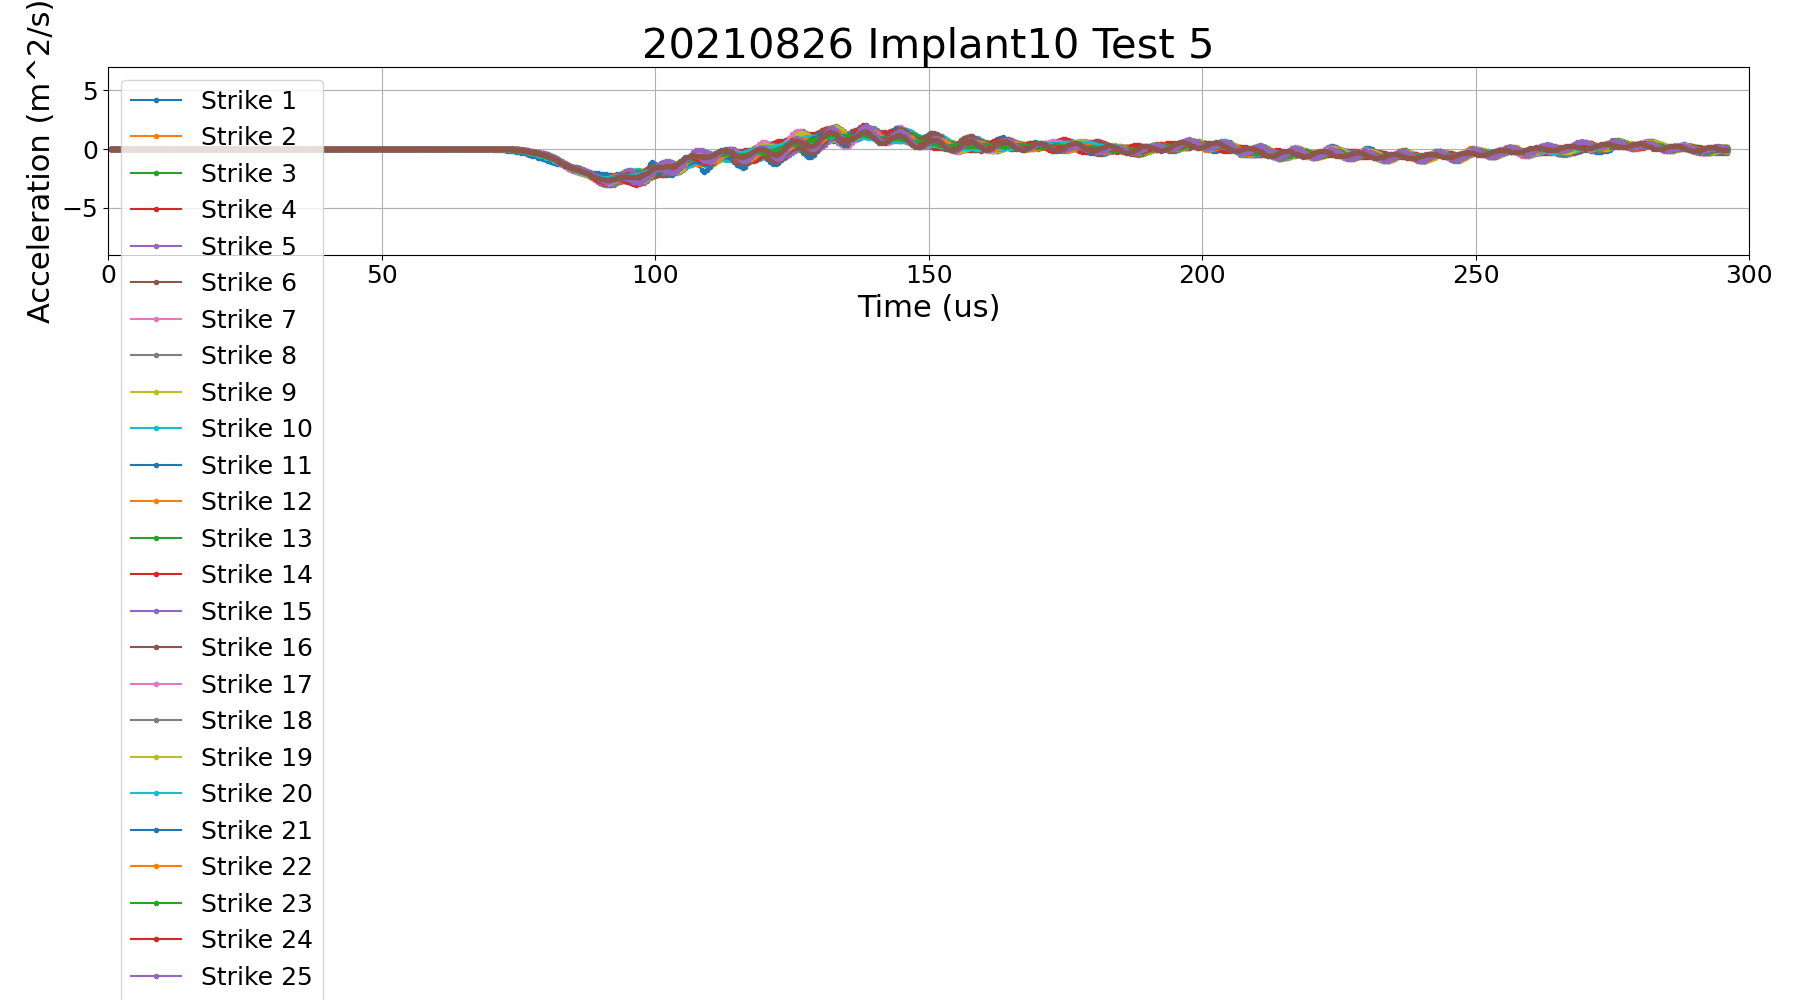 20210826 Implant10 Test 5
Acceleration (m^2/s)
5
0
−5
Strike 1
Strike 2
Strike 3
Strike 4
Strike 5
Strike 6
Strike 7
Strike 8
Strike 9
Strike 10
Strike 11
Strike 12
Strike 13
Strike 14
Strike 15
Strike 16
Strike 17
Strike 18
Strike 19
Strike 20
Strike 21
Strike 22
Strike 23
Strike 24
Strike 25
0 50 100 150 200 250 300
Time (us)